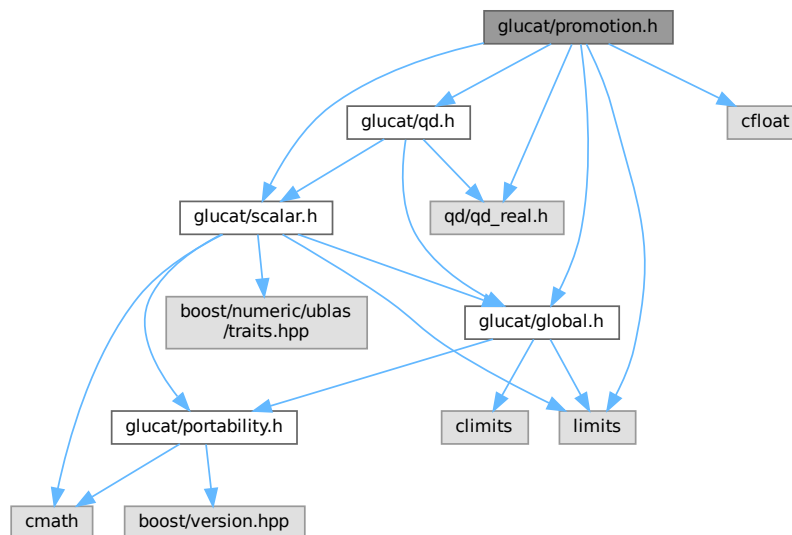 glucat/promotion.h
glucat/qd.h
cfloat
glucat/scalar.h
qd/qd_real.h
boost/numeric/ublas
/traits.hpp
glucat/global.h
glucat/portability.h
climits
limits
cmath
boost/version.hpp